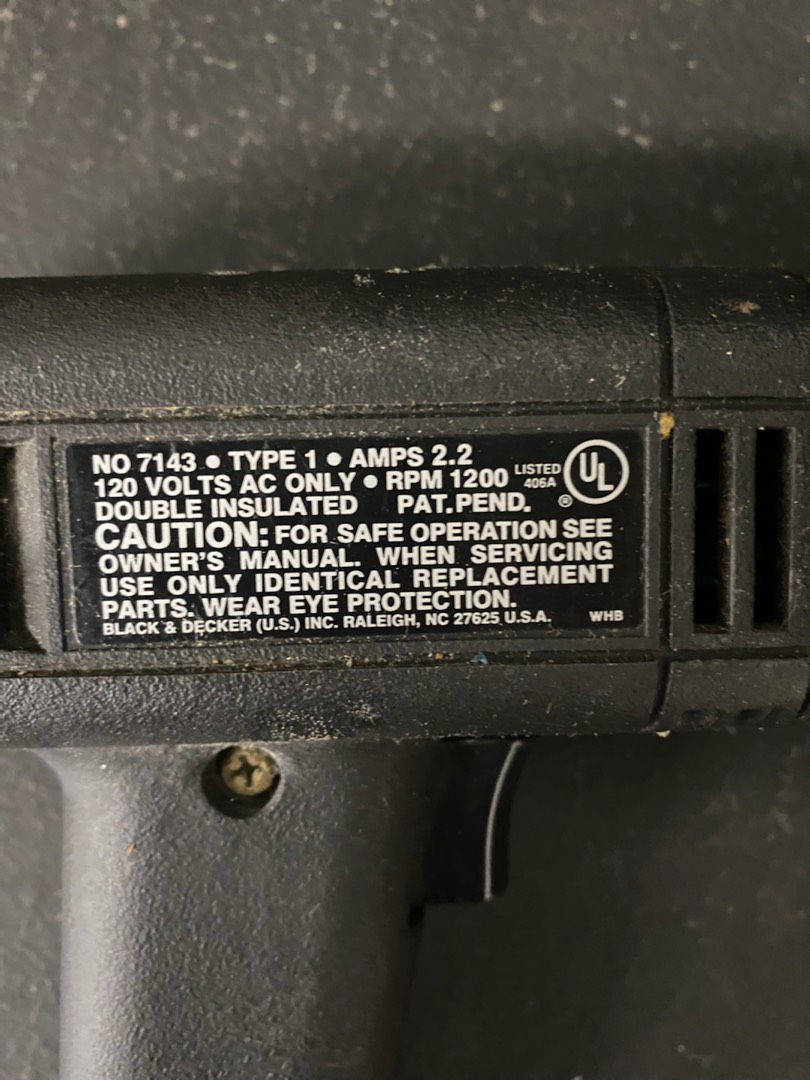 NO 7143 • TYPE 1 • AMPS 2.2
120 VOLTS AC ONLY • RPM 1200
LISTED
406A
UL
®
DOUBLE INSULATED PAT.PEND.
CAUTION: FOR SAFE OPERATION SEE
OWNER'S MANUAL. WHEN SERVICING
USE ONLY IDENTICAL REPLACEMENT
PARTS. WEAR EYE PROTECTION.
BLACK & DECKER (U.S.) INC. RALEIGH, NC 27625 U.S.A. WHB